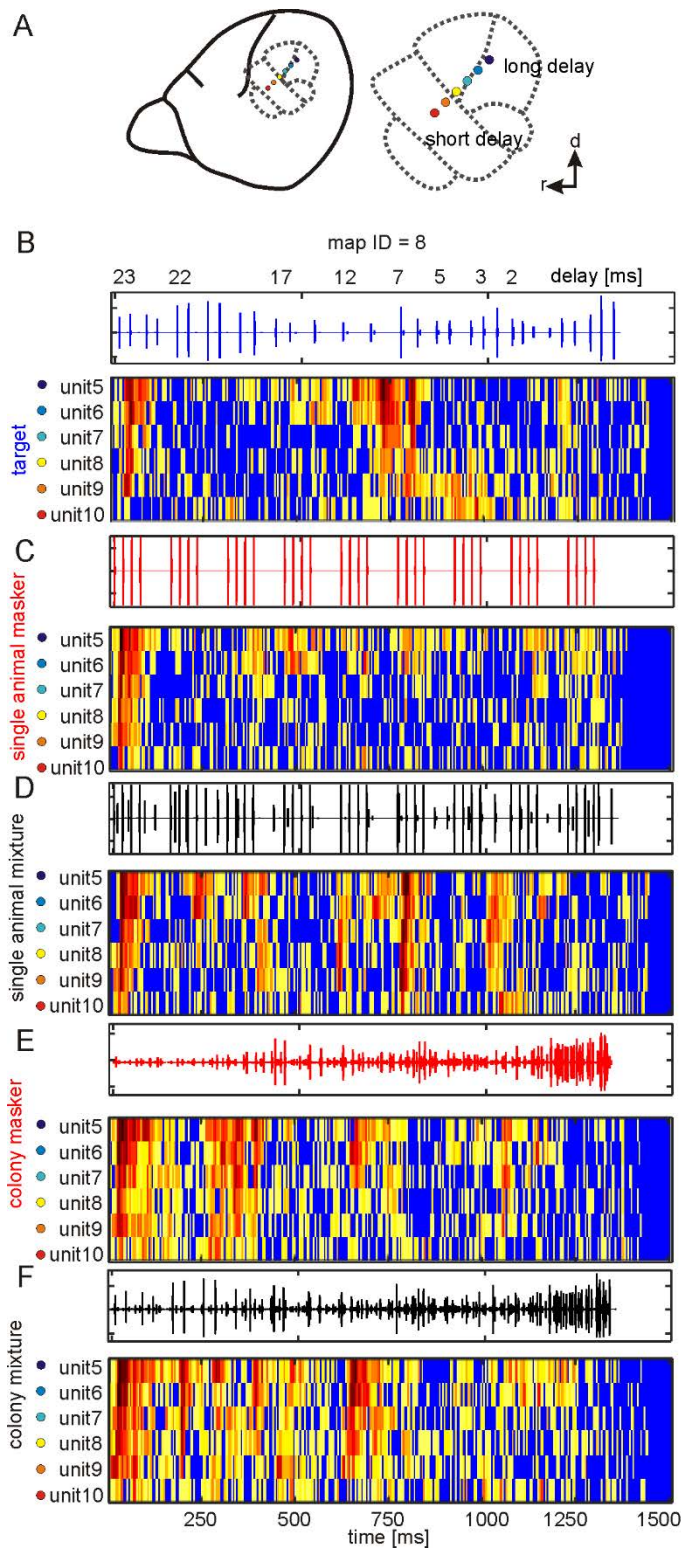 A
long delay
short delay
d
r
B
map ID = 8
23 22 17 12 7 5 3 2 delay [ms]
target
unit5
unit6
unit7
unit8
unit9
unit10
C
single animal masker
unit5
unit6
unit7
unit8
unit9
unit10
D
single animal mixture
unit5
unit6
unit7
unit8
unit9
unit10
E
colony masker
unit5
unit6
unit7
unit8
unit9
unit10
F
colony mixture
unit5
unit6
unit7
unit8
unit9
unit10
250 500 750 1000 1250 1500
time [ms]